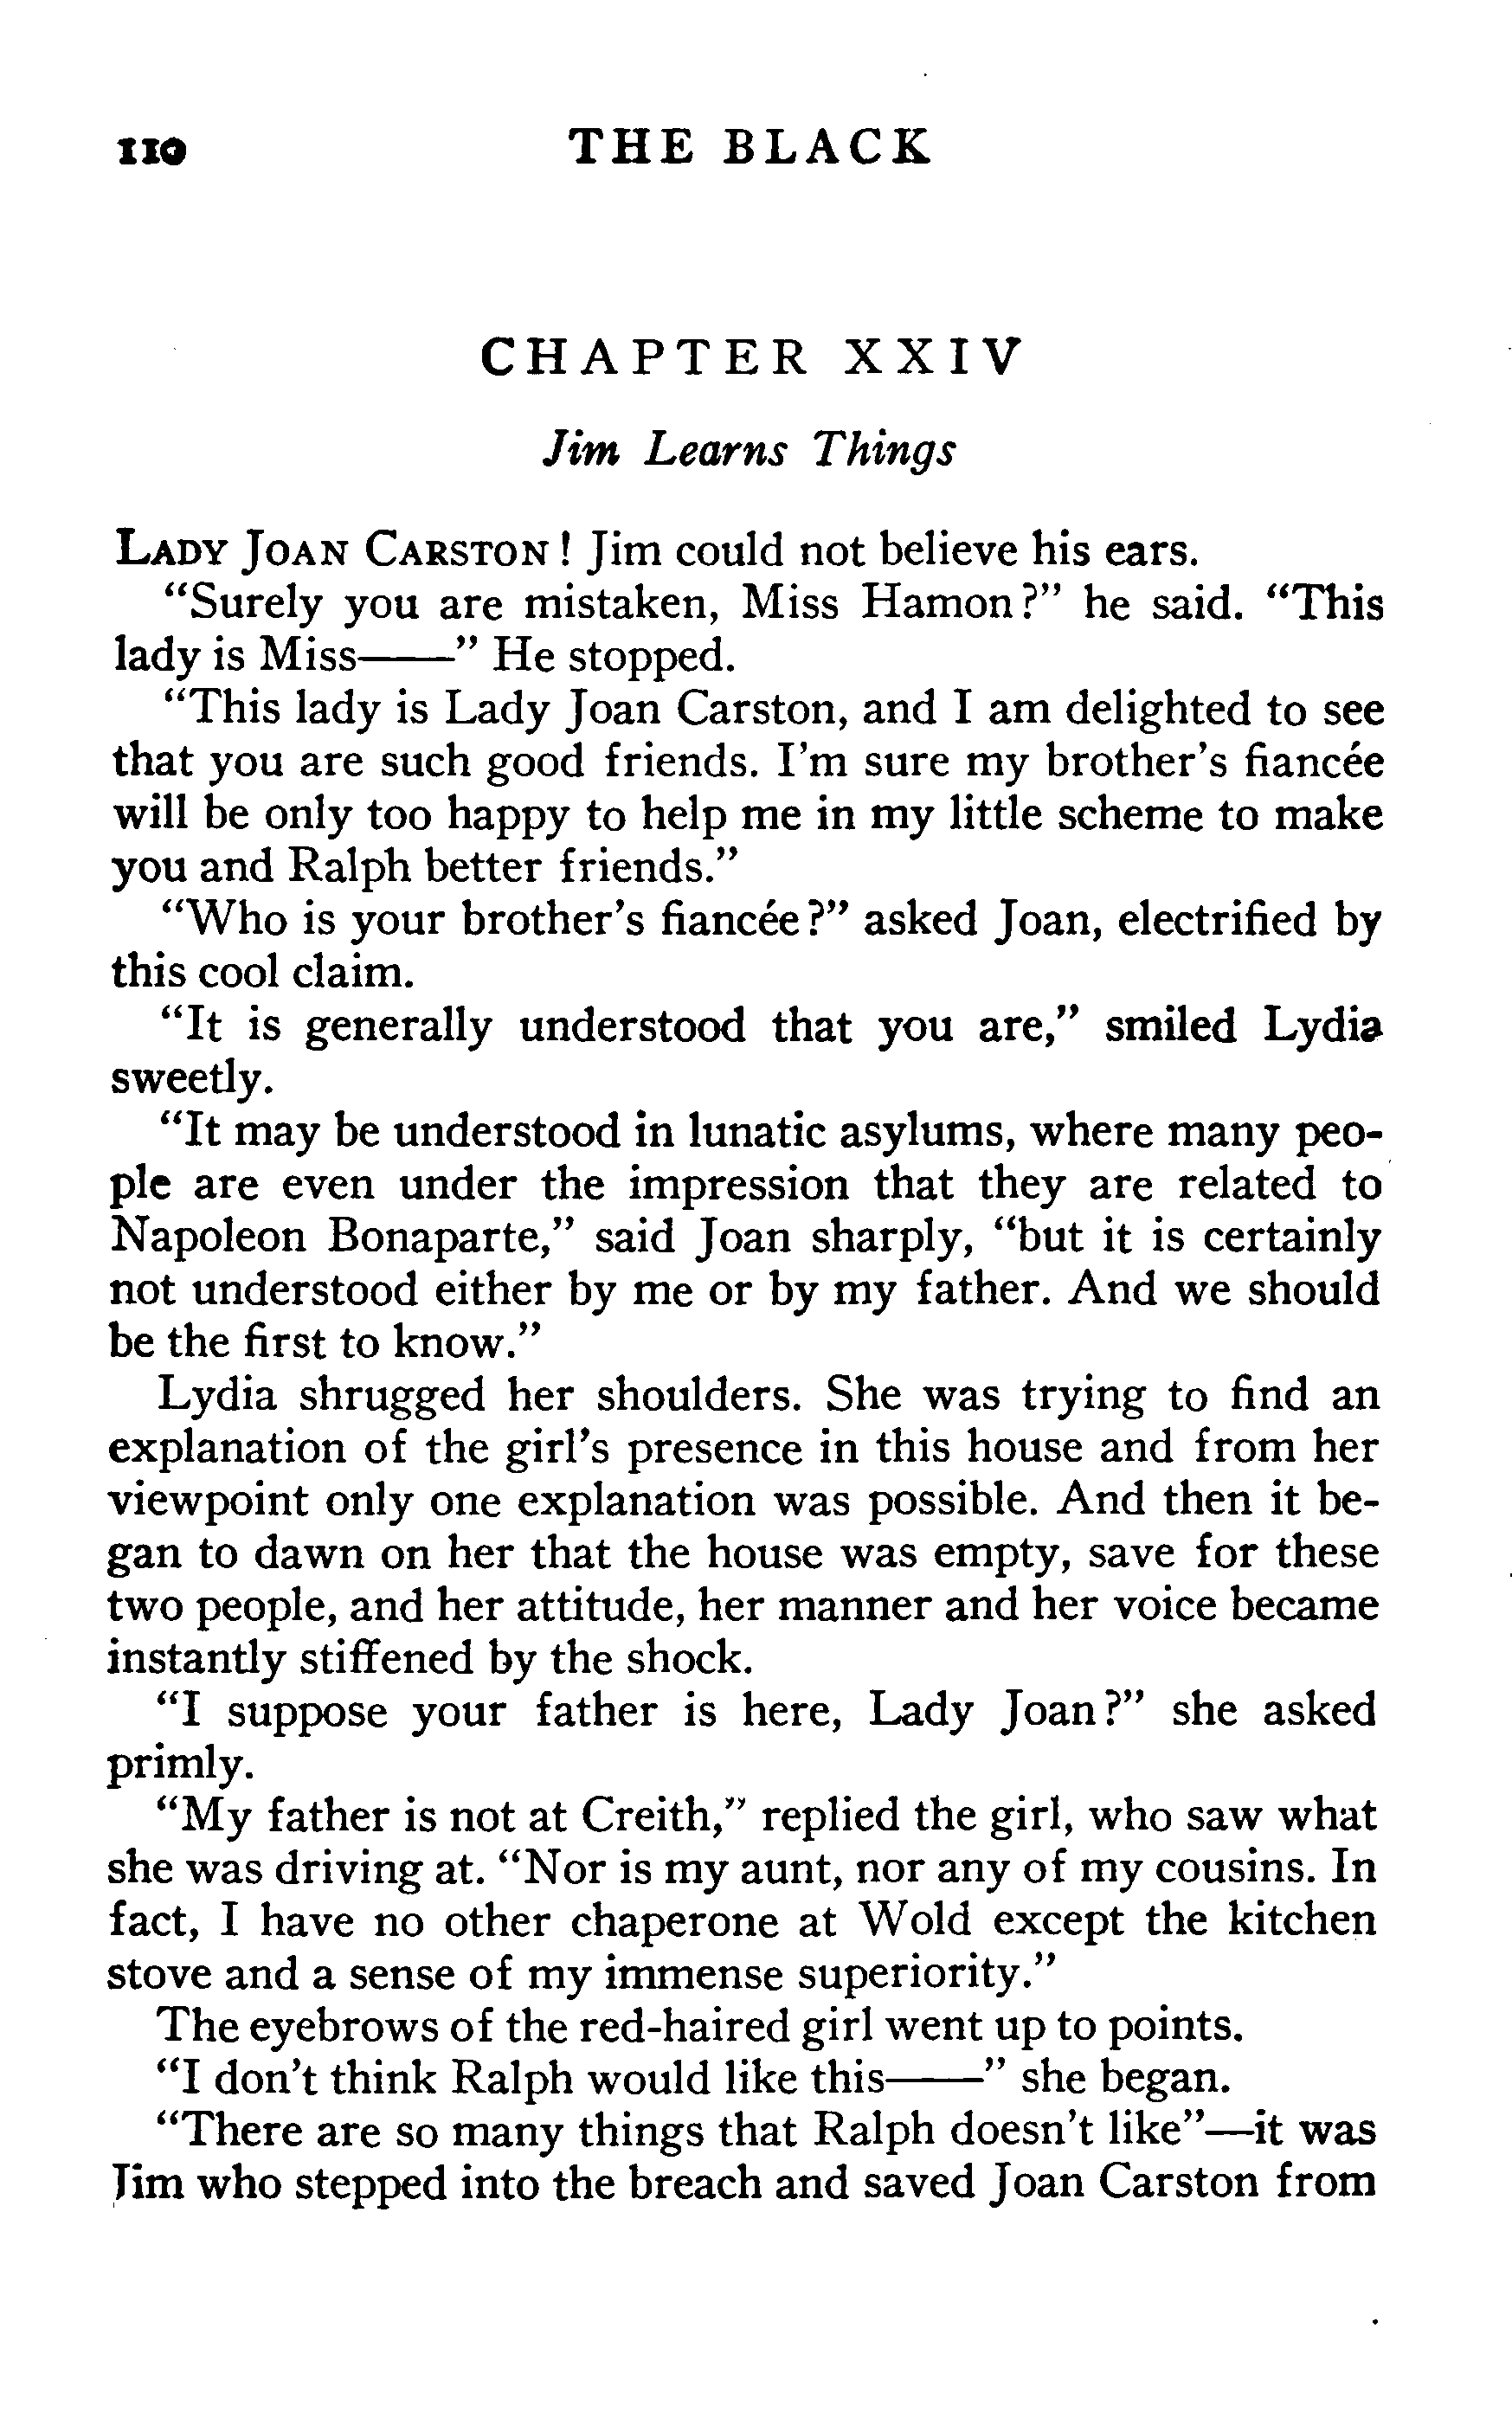 110 THE BLACK
CHAPTER XXIV
Jim Learns Things
LADY JOAN CARSTON! Jim could not believe his ears.
"Surely you are mistaken, Miss Hamon?" he said. "This
lady is Miss——" He stopped.
"This lady is Lady Joan Carston, and I am delighted to see
that you are such good friends. I'm sure my brother's fiancée
will be only too happy to help me in my little scheme to make
you and Ralph better friends."
"Who is your brother's fiancée?" asked Joan, electrified by
this cool claim.
"It is generally understood that you are," smiled Lydia
sweetly.
"It may be understood in lunatic asylums, where many peo-
ple are even under the impression that they are related to
Napoleon Bonaparte," said Joan sharply, "but it is certainly
not understood either by me or by my father. And we should
be the first to know."
Lydia shrugged her shoulders. She was trying to find an
explanation of the girl's presence in this house and from her
viewpoint only one explanation was possible. And then it be-
gan to dawn on her that the house was empty, save for these
two people, and her attitude, her manner and her voice became
instantly stiffened by the shock.
"I suppose your father is here, Lady Joan?" she asked
primly.
"My father is not at Creith," replied the girl, who saw what
she was driving at. "Nor is my aunt, nor any of my cousins. In
fact, I have no other chaperone at Wold except the kitchen
stove and a sense of my immense superiority."
The eyebrows of the red-haired girl went up to points.
"I don't think Ralph would like this——" she began.
"There are so many things that Ralph doesn't like"—it was
Jim who stepped into the breach and saved Joan Carston from